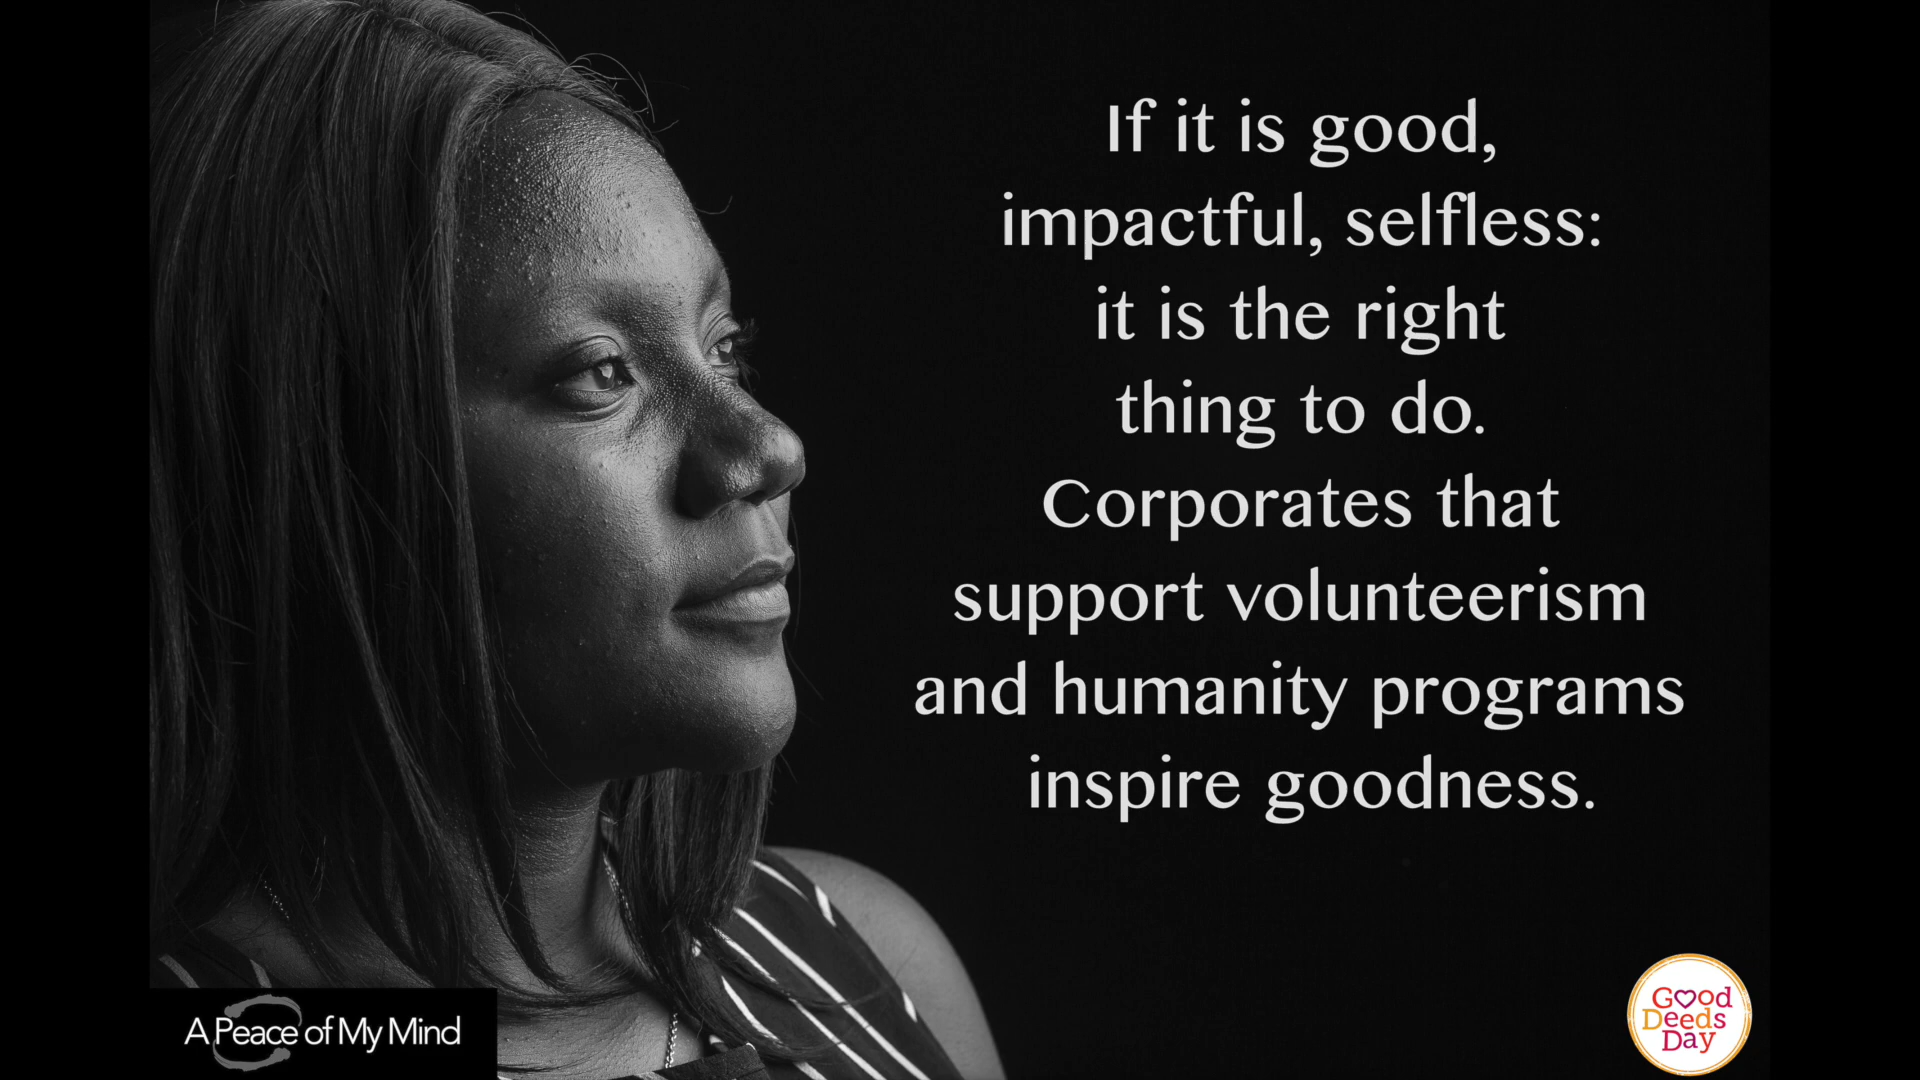 If it is good,
impactful, selfless:
it is the right
thing to do.
Corporates that
support volunteerism
and humanity programs
inspire goodness.
A Peace of My Mind
Good
Deeds
Day